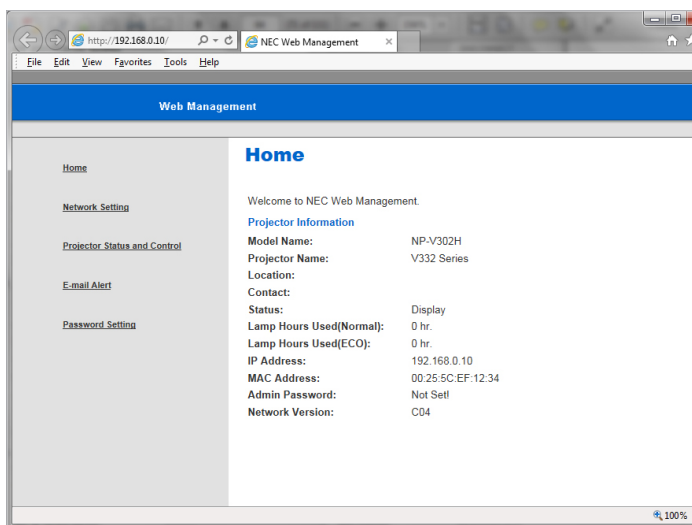 http://192.168.0.10/
NEC Web Management
File Edit View Favorites Tools Help
Web Management
Home
Network Setting
Projector Status and Control
E-mail Alert
Password Setting
Home
Welcome to NEC Web Management.
Projector Information
Model Name: NP-V302H
Projector Name: V332 Series
Location:
Contact:
Status: Display
Lamp Hours Used(Normal): 0 hr.
Lamp Hours Used(ECO): 0 hr.
IP Address: 192.168.0.10
MAC Address: 00:25:5C:EF:12:34
Admin Password: Not Set!
Network Version: C04
100%